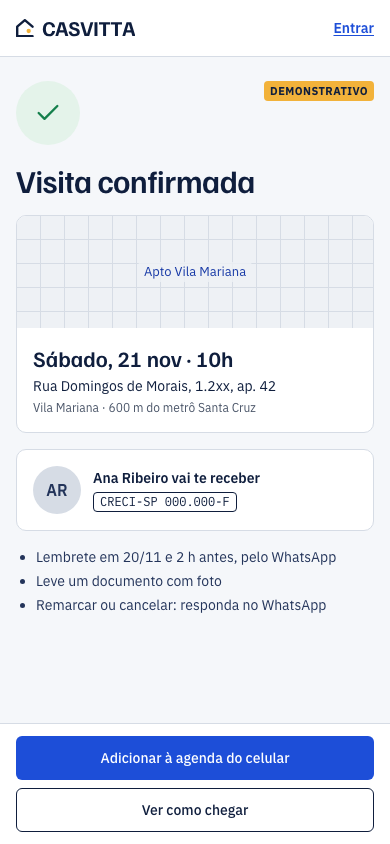 CASVITTA
Entrar
DEMONSTRATIVO
Visita confirmada
Apto Vila Mariana
Sábado, 21 nov · 10h
Rua Domingos de Morais, 1.2xx, ap. 42
Vila Mariana · 600 m do metrô Santa Cruz
AR
Ana Ribeiro vai te receber
CRECI-SP 000.000-F
Lembrete em 20/11 e 2 h antes, pelo WhatsApp
Leve um documento com foto
Remarcar ou cancelar: responda no WhatsApp
Adicionar à agenda do celular
Ver como chegar